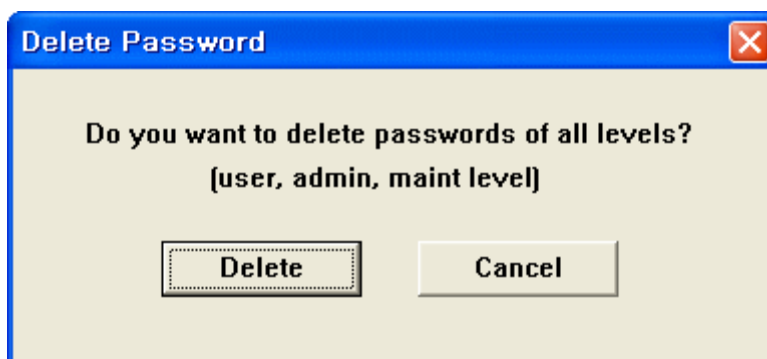 Delete Password
Do you want to delete passwords of all levels?
(user, admin, maint level)
Delete
Cancel